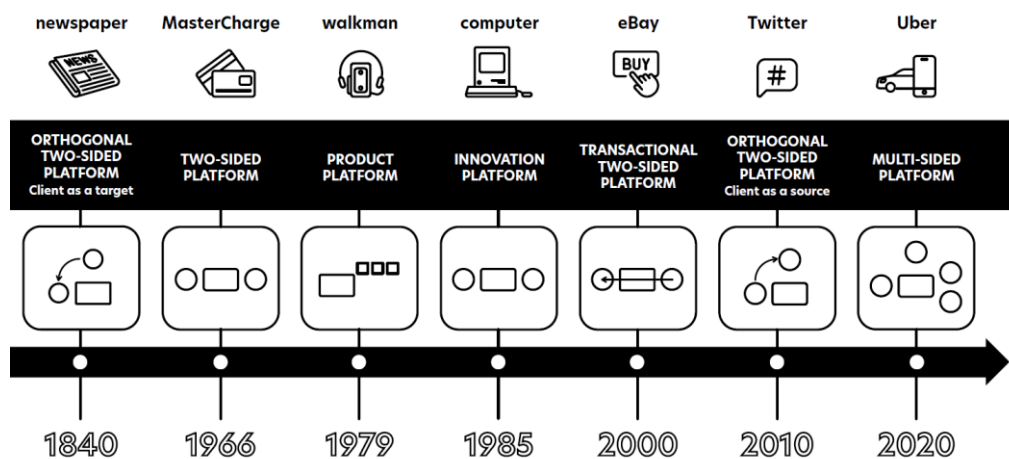 newspaper
MasterCharge
walkman
computer
eBay
Twitter
Uber
NEWS
BUY
#
ORTHOGONAL
TWO-SIDED
PLATFORM
Client as a target
TWO-SIDED
PLATFORM
PRODUCT
PLATFORM
INNOVATION
PLATFORM
TRANSACTIONAL
TWO-SIDED
PLATFORM
ORTHOGONAL
TWO-SIDED
PLATFORM
Client as a source
MULTI-SIDED
PLATFORM
1840
1966
1979
1985
2000
2010
2020